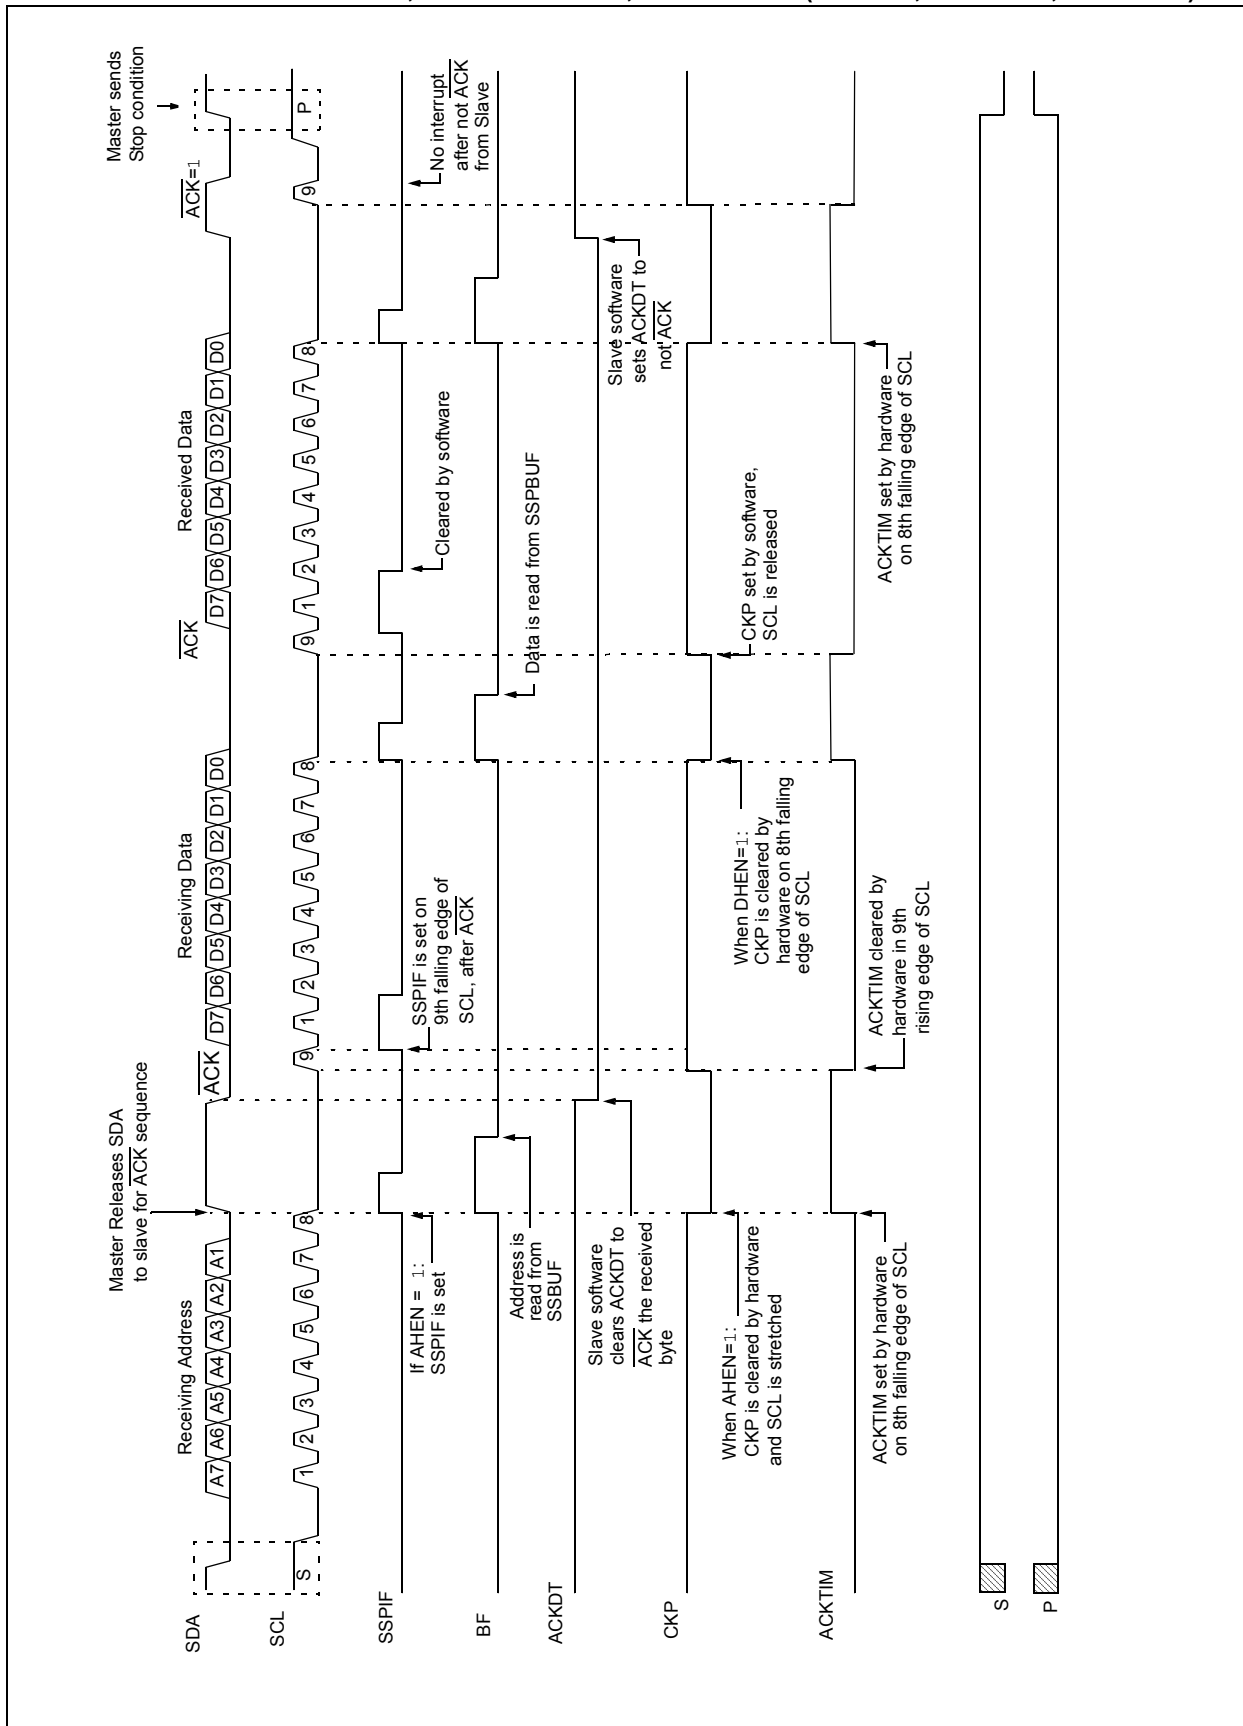 Master Releases SDA
to slave for ACK sequence
Master sends
Stop condition
Receiving Address
Receiving Data
Received Data
ACK
ACK
ACK=1
SDA
A7 A6 A5 A4 A3 A2 A1
D7 D6 D5 D4 D3 D2 D1 D0
D7 D6 D5 D4 D3 D2 D1 D0
SCL
S
1 2 3 4 5 6 7 8
9
1 2 3 4 5 6 7 8
9
1 2 3 4 5 6 7 8
9
P
SSPIF
If AHEN = 1:
SSPIF is set
SSPIF is set on
9th falling edge of
SCL, after ACK
Cleared by software
No interrupt
after not ACK
from Slave
BF
Address is
read from
SSBUF
Data is read from SSPBUF
ACKDT
Slave software
clears ACKDT to
ACK the received
byte
Slave software
sets ACKDT to
not ACK
CKP
When AHEN=1:
CKP is cleared by hardware
and SCL is stretched
When DHEN=1:
CKP is cleared by
hardware on 8th falling
edge of SCL
CKP set by software,
SCL is released
ACKTIM
ACKTIM set by hardware
on 8th falling edge of SCL
ACKTIM cleared by
hardware in 9th
rising edge of SCL
ACKTIM set by hardware
on 8th falling edge of SCL
S
P